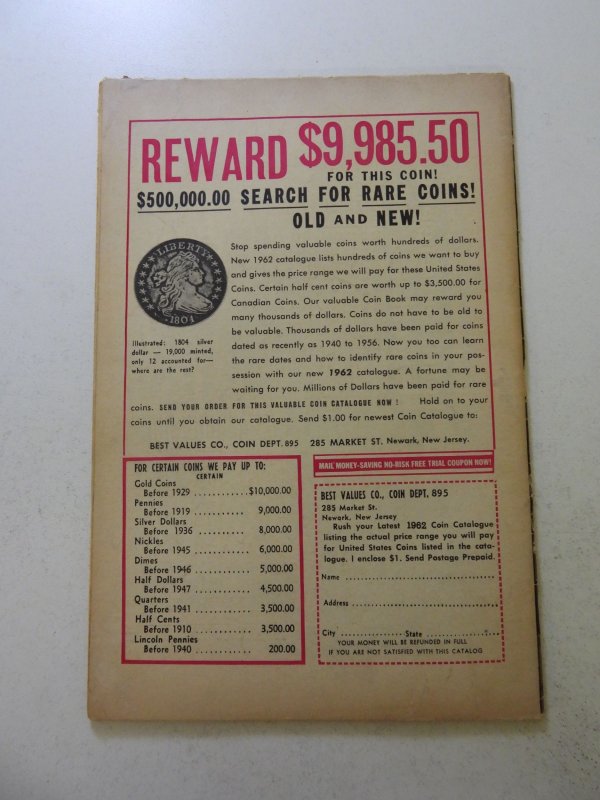 REWARD $9,985.50
FOR THIS COIN!
$500,000.00 SEARCH FOR RARE COINS!
OLD AND NEW!
LIBERTY
1804
Illustrated: 1804 silver
dollar — 19,000 minted,
only 12 accounted for—
where are the rest?
Stop spending valuable coins worth hundreds of dollars.
New 1962 catalogue lists hundreds of coins we want to buy
and gives the price range we will pay for these United States
Coins. Certain half cent coins are worth up to $3,500.00 for
Canadian Coins. Our valuable Coin Book may reward you
many thousands of dollars. Coins do not have to be old to
be valuable. Thousands of dollars have been paid for coins
dated as recently as 1940 to 1956. Now you too can learn
the rare dates and how to identify rare coins in your pos-
session with our new 1962 catalogue. A fortune may be
waiting for you. Millions of Dollars have been paid for rare
coins. SEND YOUR ORDER FOR THIS VALUABLE COIN CATALOGUE NOW ! Hold on to your
coins until you obtain our catalogue. Send $1.00 for newest Coin Catalogue to:
BEST VALUES CO., COIN DEPT. 895 285 MARKET ST. Newark, New Jersey.
FOR CERTAIN COINS WE PAY UP TO:
CERTAIN
Gold Coins
Before 1929 ............$10,000.00
Pennies
Before 1919 ............ 9,000.00
Silver Dollars
Before 1936 ............ 8,000.00
Nickles
Before 1945 ............ 6,000.00
Dimes
Before 1946 ............ 5,000.00
Half Dollars
Before 1947 ............ 4,500.00
Quarters
Before 1941 ............ 3,500.00
Half Cents
Before 1910 ............ 3,500.00
Lincoln Pennies
Before 1940 ............ 200.00
MAIL MONEY-SAVING NO-RISK FREE TRIAL COUPON NOW!
BEST VALUES CO., COIN DEPT. 895
285 Market St.
Newark, New Jersey
Rush your Latest 1962 Coin Catalogue
listing the actual price range you will pay
for United States Coins listed in the cata-
logue. I enclose $1. Send Postage Prepaid.
Name ..................................
Address ..................................
City ................State ..................
YOUR MONEY WILL BE REFUNDED IN FULL
IF YOU ARE NOT SATISFIED WITH THIS CATALOG